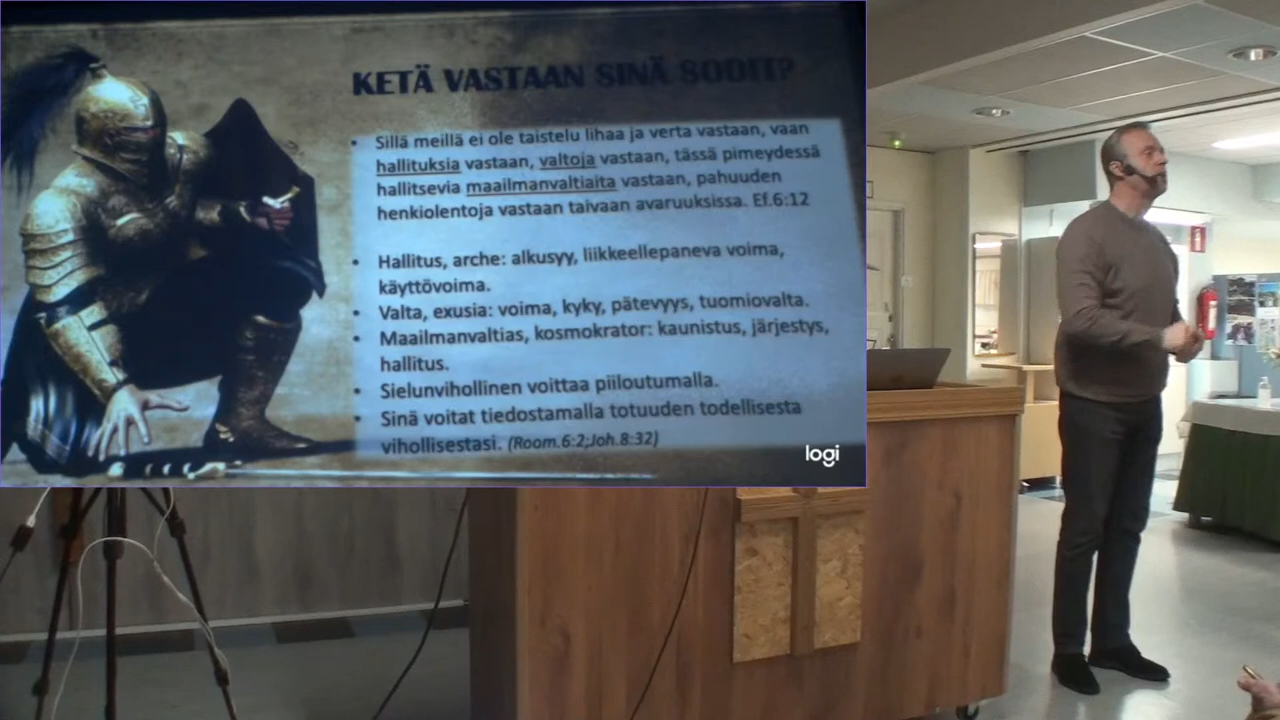 KETÄ VASTAAN SINÄ SODIT?
• Sillä meillä ei ole taistelu lihaa ja verta vastaan, vaan
hallituksia vastaan, valtoja vastaan, tässä pimeydessä
hallitsevia maailmanvaltiaita vastaan, pahuuden
henkiolentoja vastaan taivaan avaruuksissa. Ef.6:12
• Hallitus, arche: alkusyy, liikkeellepaneva voima,
käyttövoima.
• Valta, exusia: voima, kyky, pätevyys, tuomiovalta.
• Maailmanvaltias, kosmokrator: kaunistus, järjestys,
hallitus.
• Sielunvihollinen voittaa piiloutumalla.
• Sinä voitat tiedostamalla totuuden todellisesta
vihollisestasi. (Room.6:2;Joh.8:32)
logi